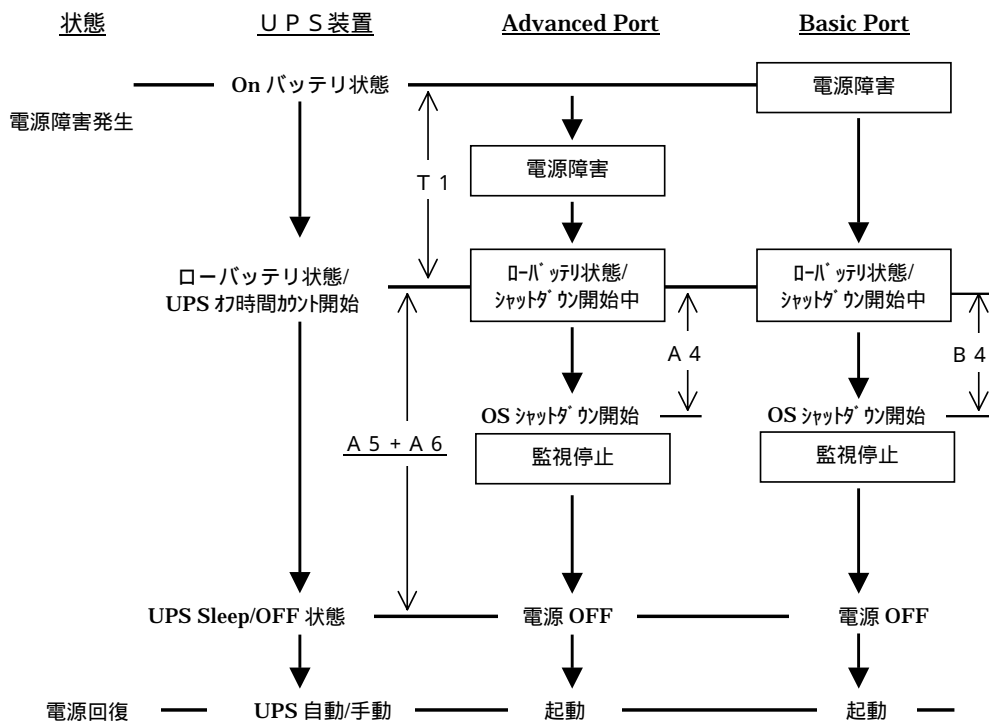 状態 ＵＰＳ装置 Advanced Port Basic Port
On バッテリ状態 電源障害
電源障害発生
電源障害
Ｔ１
ローバッテリ状態/
UPS ｵﾌ時間ｶｳﾝﾄ開始
ﾛｰﾊﾞｯﾃﾘ状態/
ｼｬｯﾄﾀﾞｳﾝ開始中
ﾛｰﾊﾞｯﾃﾘ状態/
ｼｬｯﾄﾀﾞｳﾝ開始中
Ａ４ Ｂ４
OS ｼｬｯﾄﾀﾞｳﾝ開始 OS ｼｬｯﾄﾀﾞｳﾝ開始
Ａ５＋Ａ６ 監視停止 監視停止
UPS Sleep/OFF 状態 電源 OFF 電源 OFF
電源回復 UPS 自動/手動 起動 起動